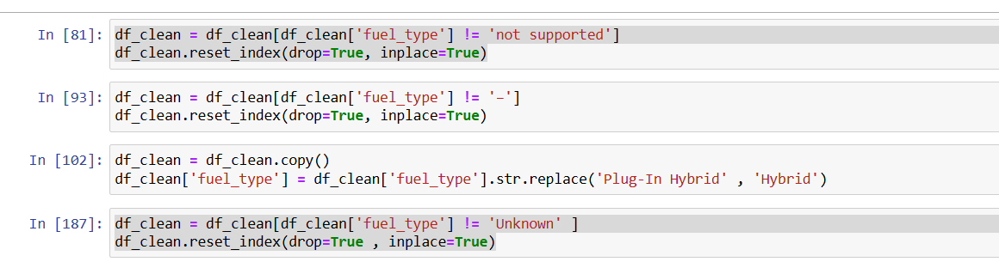 In [81]: df_clean = df_clean[df_clean['fuel_type'] != 'not supported']
df_clean.reset_index(drop=True, inplace=True)
In [93]: df_clean = df_clean[df_clean['fuel_type'] != '–']
df_clean.reset_index(drop=True, inplace=True)
In [102]: df_clean = df_clean.copy()
df_clean['fuel_type'] = df_clean['fuel_type'].str.replace('Plug-In Hybrid' , 'Hybrid')
In [187]: df_clean = df_clean[df_clean['fuel_type'] != 'Unknown' ]
df_clean.reset_index(drop=True , inplace=True)